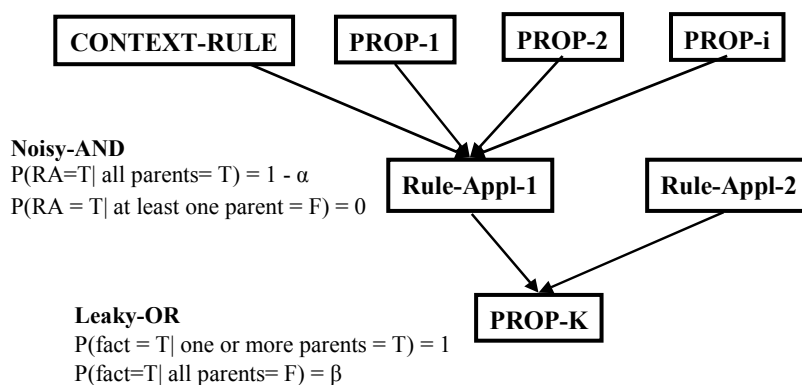 CONTEXT-RULE
PROP-1
PROP-2
PROP-i
Noisy-AND
P(RA=T| all parents= T) = 1 - α
P(RA = T| at least one parent = F) = 0
Rule-Appl-1
Rule-Appl-2
PROP-K
Leaky-OR
P(fact = T| one or more parents = T) = 1
P(fact=T| all parents= F) = β